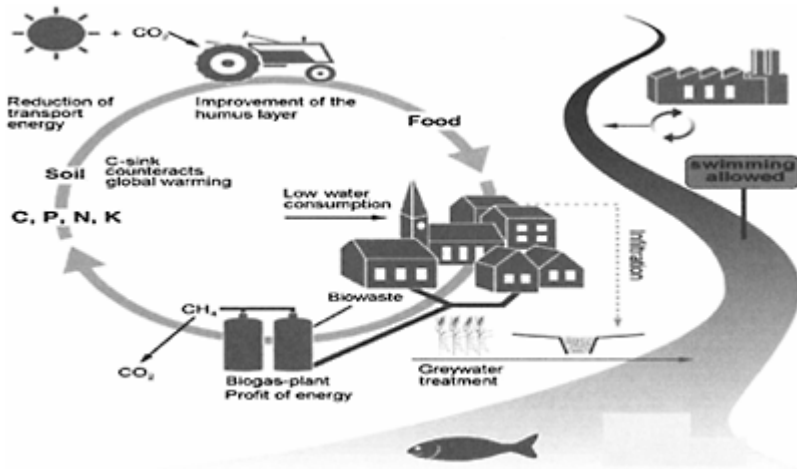 + CO₂
Reduction of
transport
energy
Improvement of the
humus layer
Food
swimming
allowed
Soil
C-sink
counteracts
global warming
C, P, N, K
Low water
consumption
Infiltration
Biowaste
CH₄
CO₂
Biogas-plant
Profit of energy
Greywater
treatment